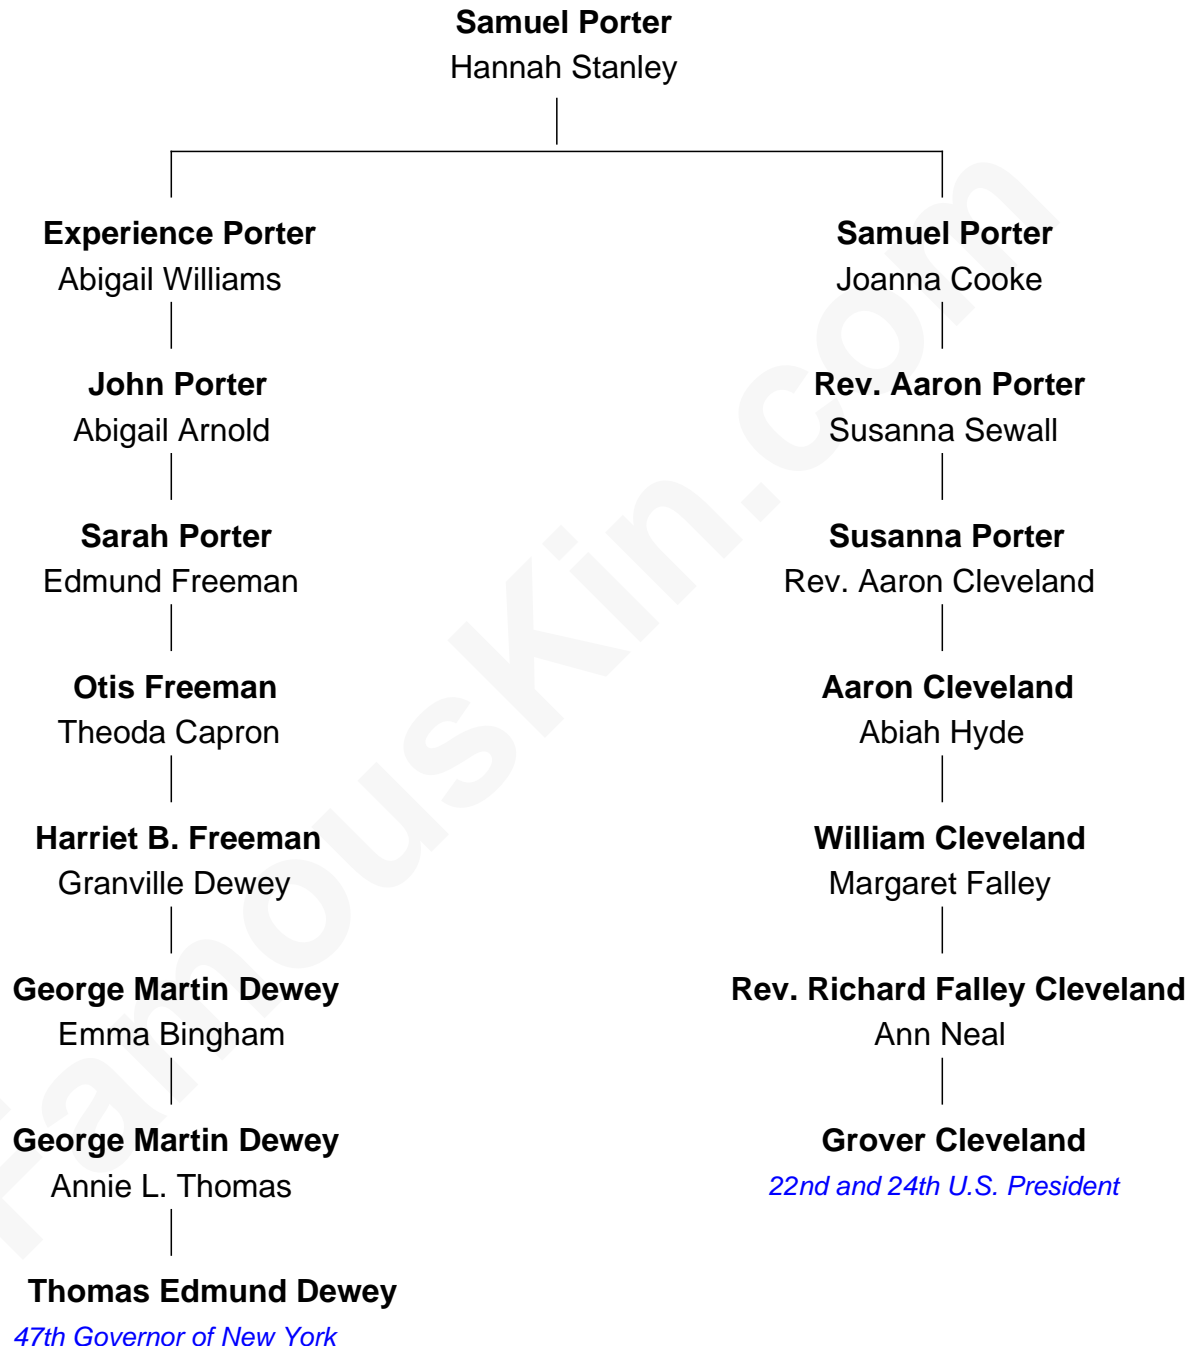 Samuel Porter
Hannah Stanley
Experience Porter
Abigail Williams
Samuel Porter
Joanna Cooke
John Porter
Abigail Arnold
Rev. Aaron Porter
Susanna Sewall
Sarah Porter
Edmund Freeman
Susanna Porter
Rev. Aaron Cleveland
Otis Freeman
Theoda Capron
Aaron Cleveland
Abiah Hyde
Harriet B. Freeman
Granville Dewey
William Cleveland
Margaret Falley
George Martin Dewey
Emma Bingham
Rev. Richard Falley Cleveland
Ann Neal
George Martin Dewey
Annie L. Thomas
Grover Cleveland
22nd and 24th U.S. President
Thomas Edmund Dewey
47th Governor of New York
FamousKin.com